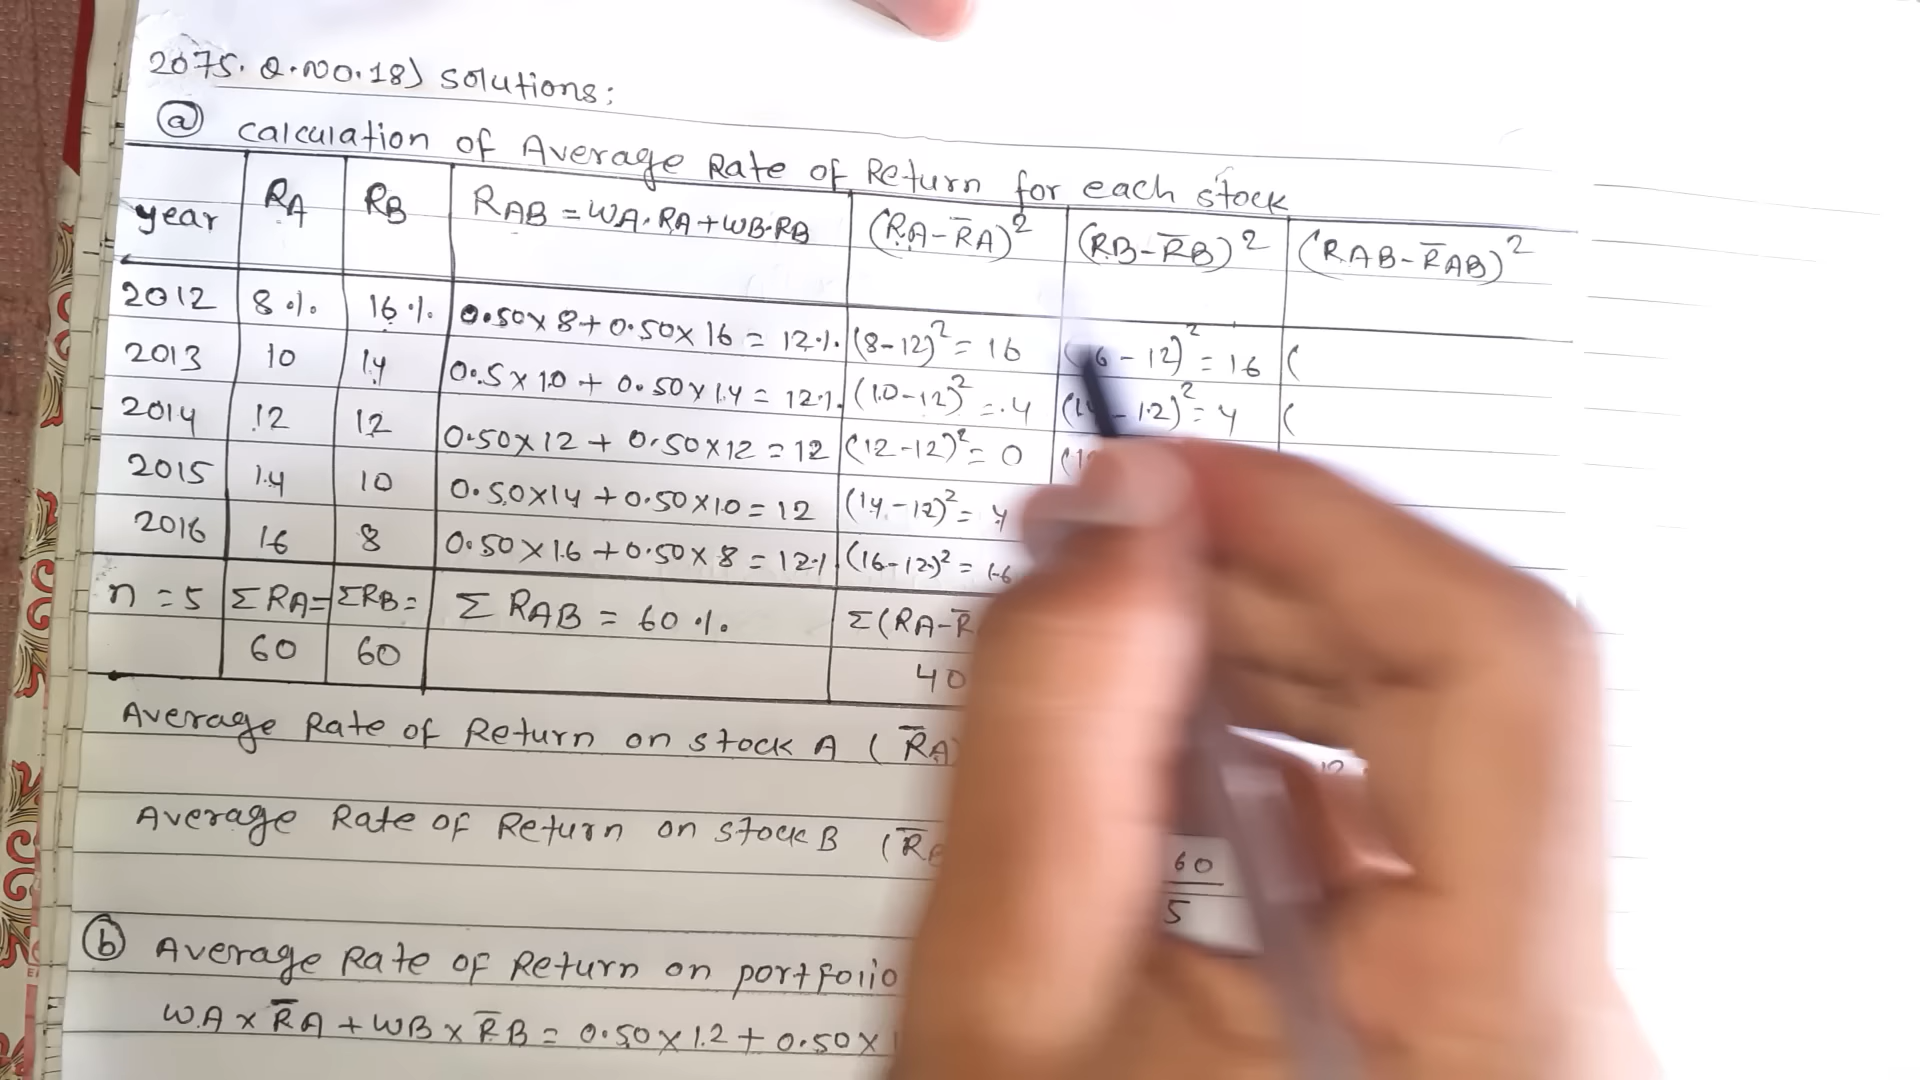 2075. Q.No.18) solutions:
(a) calculation of Average Rate of Return for each stock
year RA RB RAB = WA.RA+WB.RB (RA-R̅A)² (RB-R̅B)² (RAB-R̅AB)²
2012 8% 16% 0.50x8+0.50x16 = 12% (8-12)² = 16 6-12)² = 16 (
2013 10 14 0.5x10+0.50x14 = 12% (10-12)² = 4 -12)² = 4 (
2014 12 12 0.50x12+0.50x12 = 12 (12-12)² = 0
2015 14 10 0.50x14+0.50x10 = 12 (14-12)² = 4
2016 16 8 0.50x16+0.50x8 = 12% (16-12)² = 16
n = 5 ΣRA= ΣRB= ΣRAB = 60% Σ(RA-R̅
60 60 40
Average Rate of Return on stock A (R̅A)
Average Rate of Return on stock B (R̅B
60
5
(b) Average Rate of Return on portfolio
WA x R̅A + WB x R̅B = 0.50x12+0.50x